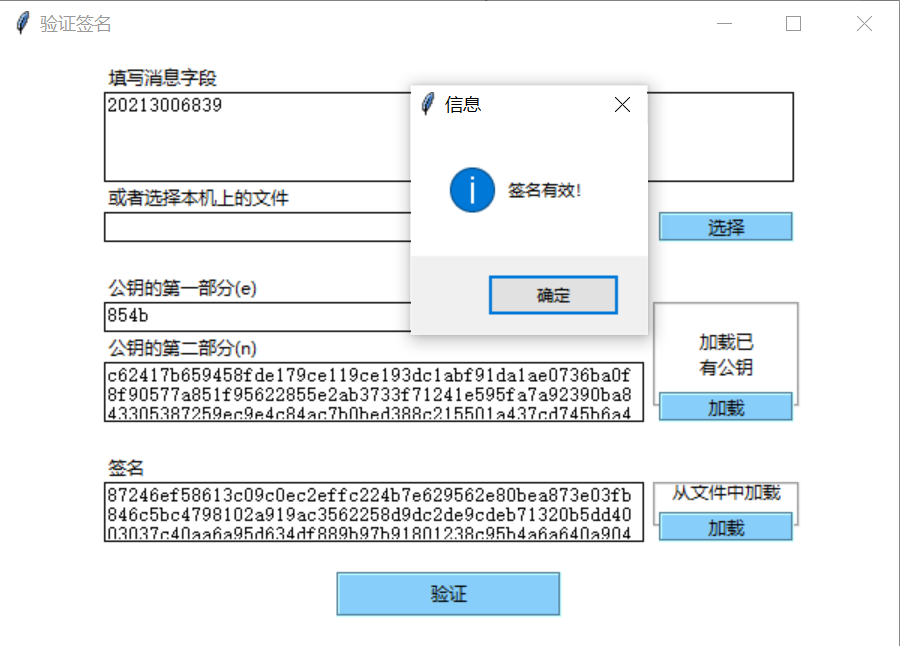 验证签名
填写消息字段
20213006839
信息
签名有效!
确定
或者选择本机上的文件
选择
公钥的第一部分(e)
854b
公钥的第二部分(n)
c62417b659458fde179ce119ce193dc1abf91da1ae0736ba0f
8f90577a851f95622855e2ab3733f71241e595fa7a92390ba8
43305387259ec9e4c84ac7b0bed388c215501a437cd745b6a4
加载已
有公钥
加载
签名
87246ef58613c09c0ec2effc224b7e629562e80bea873e03fb
846c5bc4798102a919ac3562258d9dc2de9cdeb71320b5dd40
03037c40aa6a95d634df889b97b91801238c95b4a6a640a904
从文件中加载
加载
验证